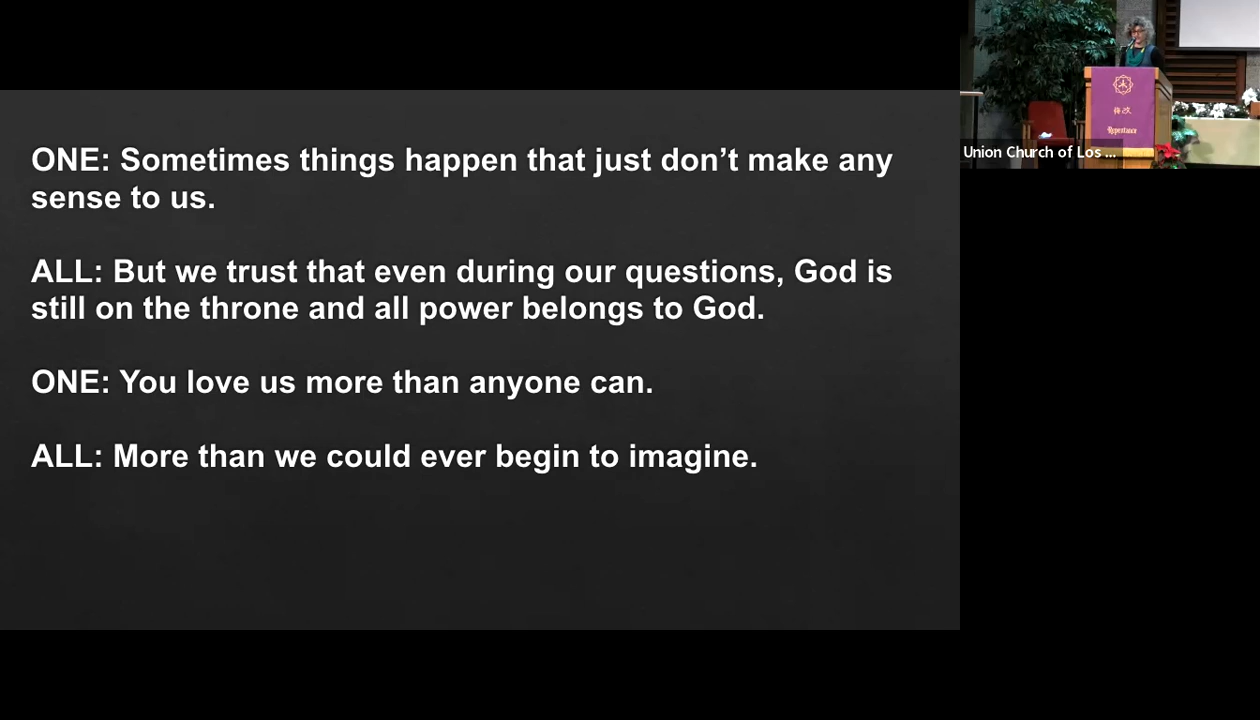 ONE: Sometimes things happen that just don’t make any
sense to us.
ALL: But we trust that even during our questions, God is
still on the throne and all power belongs to God.
ONE: You love us more than anyone can.
ALL: More than we could ever begin to imagine.
Repentance
Union Church of Los ...